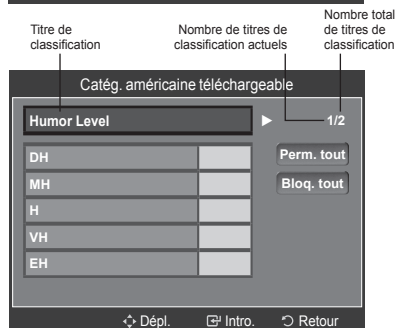 Titre de
classification
Nombre de titres de
classification actuels
Nombre total
de titres de
classification
Catég. américaine téléchargeable
Humor Level
► 1/2
DH
MH
H
VH
EH
Perm. tout
Bloq. tout
Dépl. Intro. Retour